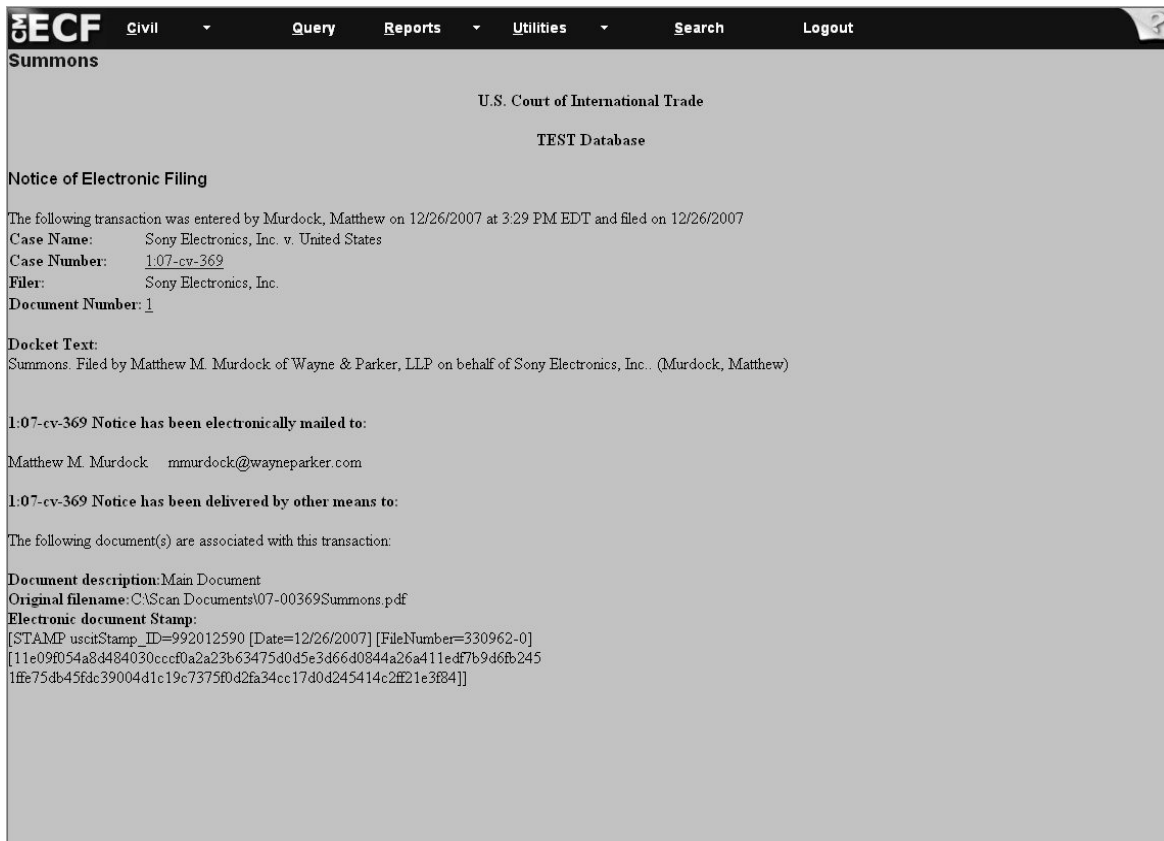 CM ECF Civil Query Reports Utilities Search Logout ?
Summons
U.S. Court of International Trade
TEST Database
Notice of Electronic Filing
The following transaction was entered by Murdock, Matthew on 12/26/2007 at 3:29 PM EDT and filed on 12/26/2007
Case Name: Sony Electronics, Inc. v. United States
Case Number: 1:07-cv-369
Filer: Sony Electronics, Inc.
Document Number: 1
Docket Text:
Summons. Filed by Matthew M. Murdock of Wayne & Parker, LLP on behalf of Sony Electronics, Inc.. (Murdock, Matthew)
1:07-cv-369 Notice has been electronically mailed to:
Matthew M. Murdock mmurdock@wayneparker.com
1:07-cv-369 Notice has been delivered by other means to:
The following document(s) are associated with this transaction:
Document description:Main Document
Original filename:C:\Scan Documents\07-00369Summons.pdf
Electronic document Stamp:
[STAMP uscitStamp_ID=992012590 [Date=12/26/2007] [FileNumber=330962-0]
[11e09f054a8d484030cccf0a2a23b63475d0d5e3d66d0844a26a411edf7b9d6fb245
1ffe75db45fdc39004d1c19c7375f0d2fa34cc17d0d245414c2ff21e3f84]]